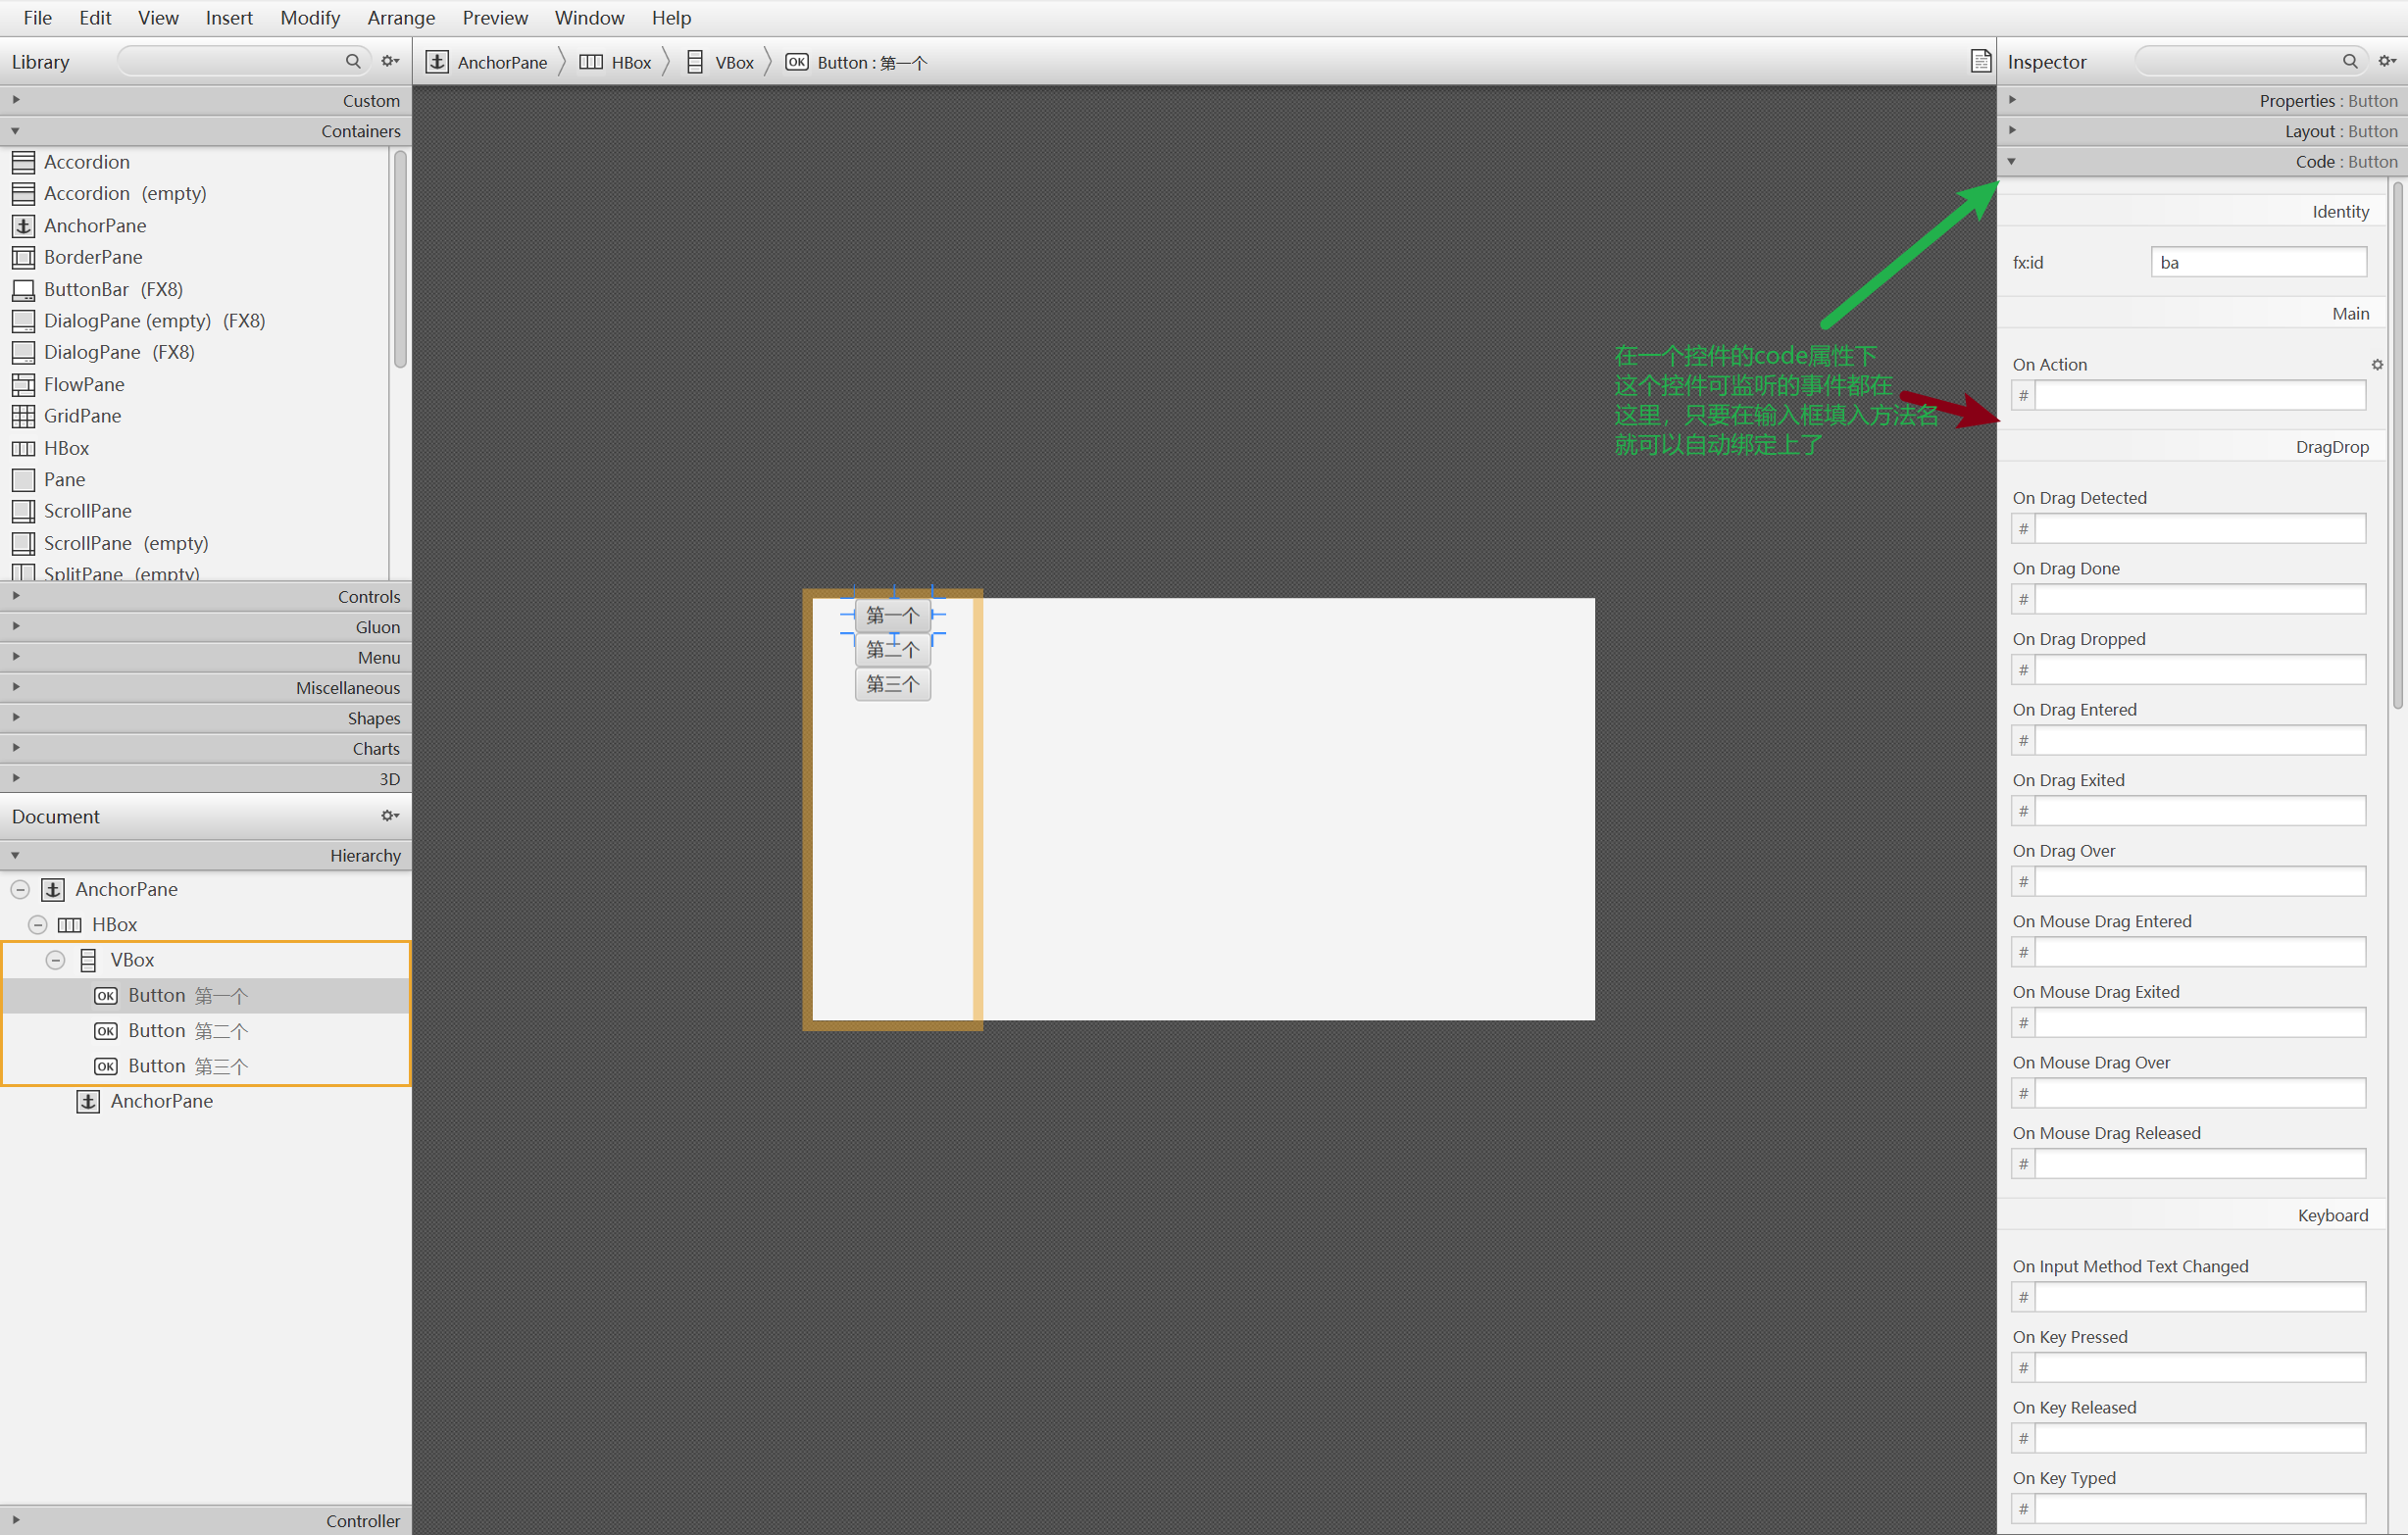 File Edit View Insert Modify Arrange Preview Window Help
Library
AnchorPane HBox VBox OK Button : 第一个
Inspector
Custom
Containers
Accordion
Accordion (empty)
AnchorPane
BorderPane
ButtonBar (FX8)
DialogPane (empty) (FX8)
DialogPane (FX8)
FlowPane
GridPane
HBox
Pane
ScrollPane
ScrollPane (empty)
SplitPane (empty)
Controls
Gluon
Menu
Miscellaneous
Shapes
Charts
3D
Document
Hierarchy
AnchorPane
HBox
VBox
OK Button 第一个
OK Button 第二个
OK Button 第三个
AnchorPane
Controller
第一个
第二个
第三个
在一个控件的code属性下
这个控件可监听的事件都在
这里，只要在输入框填入方法名
就可以自动绑定上了
Properties : Button
Layout : Button
Code : Button
Identity
fx:id ba
Main
On Action
#
DragDrop
On Drag Detected
#
On Drag Done
#
On Drag Dropped
#
On Drag Entered
#
On Drag Exited
#
On Drag Over
#
On Mouse Drag Entered
#
On Mouse Drag Exited
#
On Mouse Drag Over
#
On Mouse Drag Released
#
Keyboard
On Input Method Text Changed
#
On Key Pressed
#
On Key Released
#
On Key Typed
#